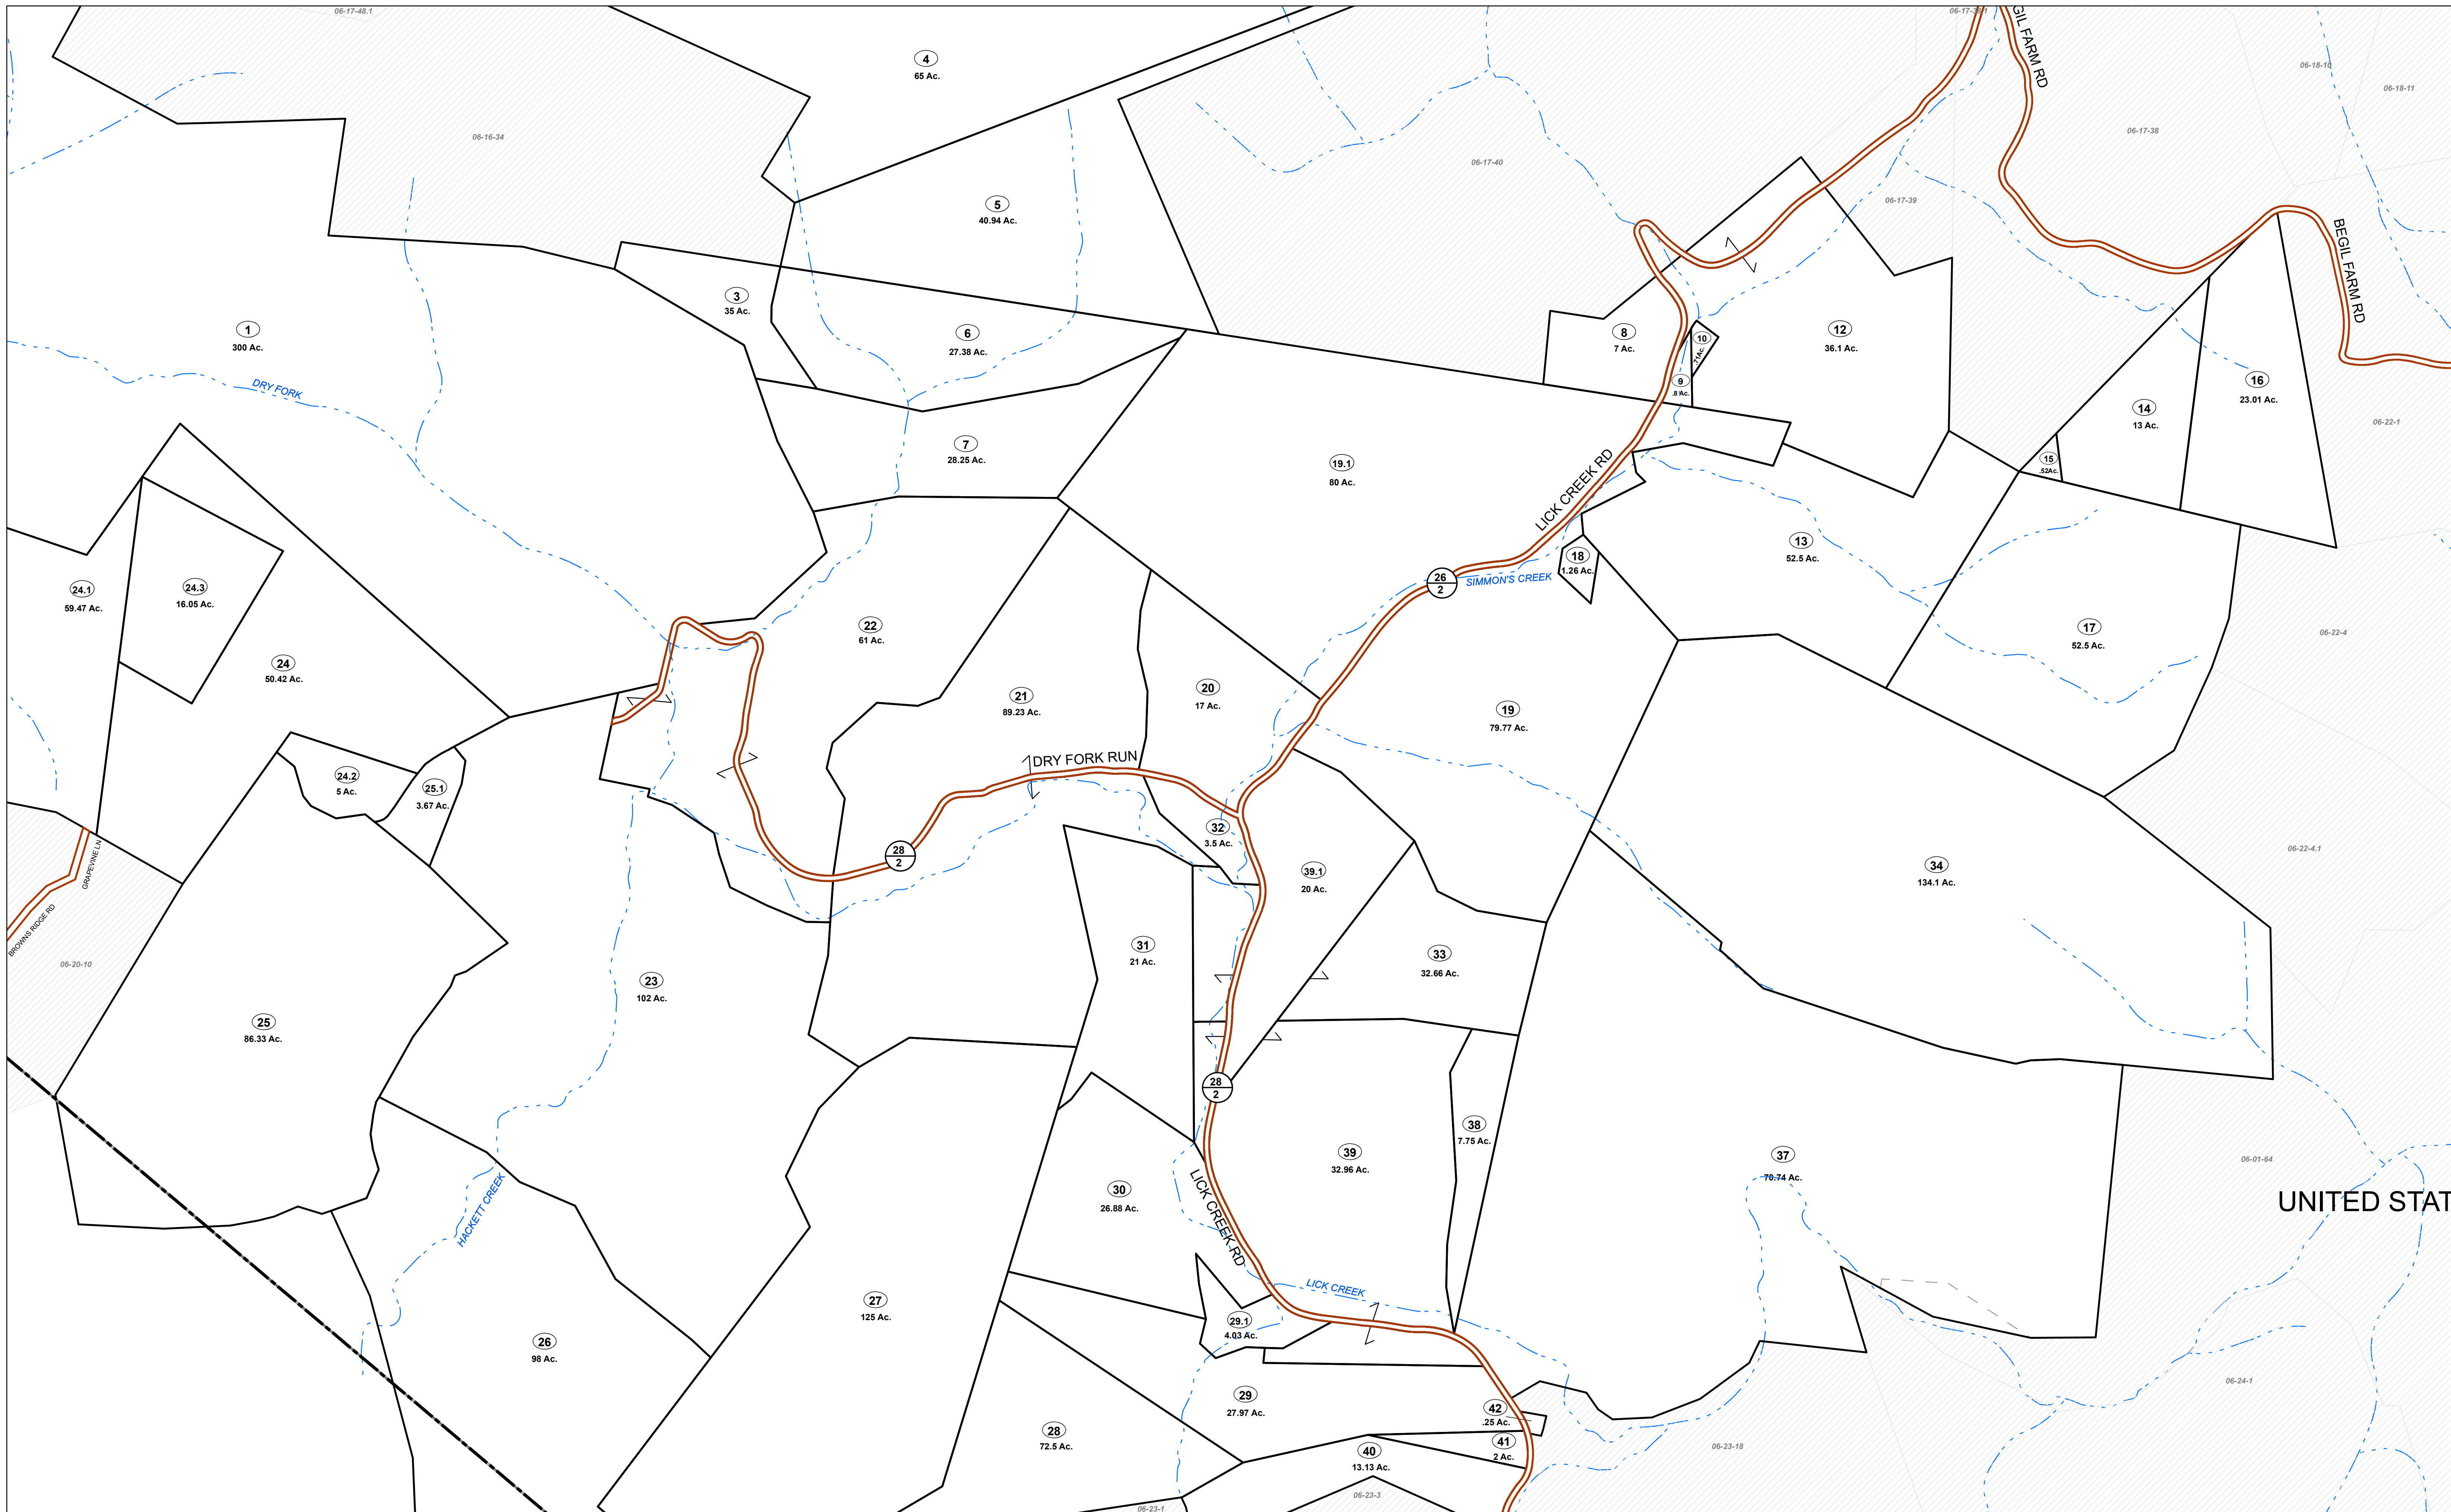 06-17-48.1
06-17-39.1
4
65 Ac.
BEGIL FARM RD
06-18-10
06-18-11
06-16-34
06-17-38
06-17-40
06-17-39
5
40.94 Ac.
BEGIL FARM RD
3
35 Ac.
1
300 Ac.
6
27.38 Ac.
8
7 Ac.
10
.71Ac.
12
36.1 Ac.
DRY FORK
9
.8 Ac.
16
23.01 Ac.
14
13 Ac.
06-22-1
7
28.25 Ac.
19.1
80 Ac.
15
.52Ac.
LICK CREEK RD
13
52.5 Ac.
18
1.26 Ac.
26
2
SIMMON'S CREEK
24.1
59.47 Ac.
24.3
16.05 Ac.
22
61 Ac.
17
52.5 Ac.
06-22-4
24
50.42 Ac.
21
89.23 Ac.
20
17 Ac.
19
79.77 Ac.
DRY FORK RUN
24.2
5 Ac.
25.1
3.67 Ac.
32
3.5 Ac.
28
2
GRAPEVINE LN
39.1
20 Ac.
34
134.1 Ac.
06-22-4.1
BROWNS RIDGE RD
06-20-10
31
21 Ac.
33
32.66 Ac.
23
102 Ac.
25
86.33 Ac.
28
2
38
7.75 Ac.
39
32.96 Ac.
37
70.74 Ac.
06-01-64
UNITED STAT
30
26.88 Ac.
LICK CREEK RD
HACKETT CREEK
LICK CREEK
27
125 Ac.
29.1
4.03 Ac.
26
98 Ac.
06-24-1
29
27.97 Ac.
42
.25 Ac.
28
72.5 Ac.
41
2 Ac.
40
13.13 Ac.
06-23-18
06-23-3
06-23-1